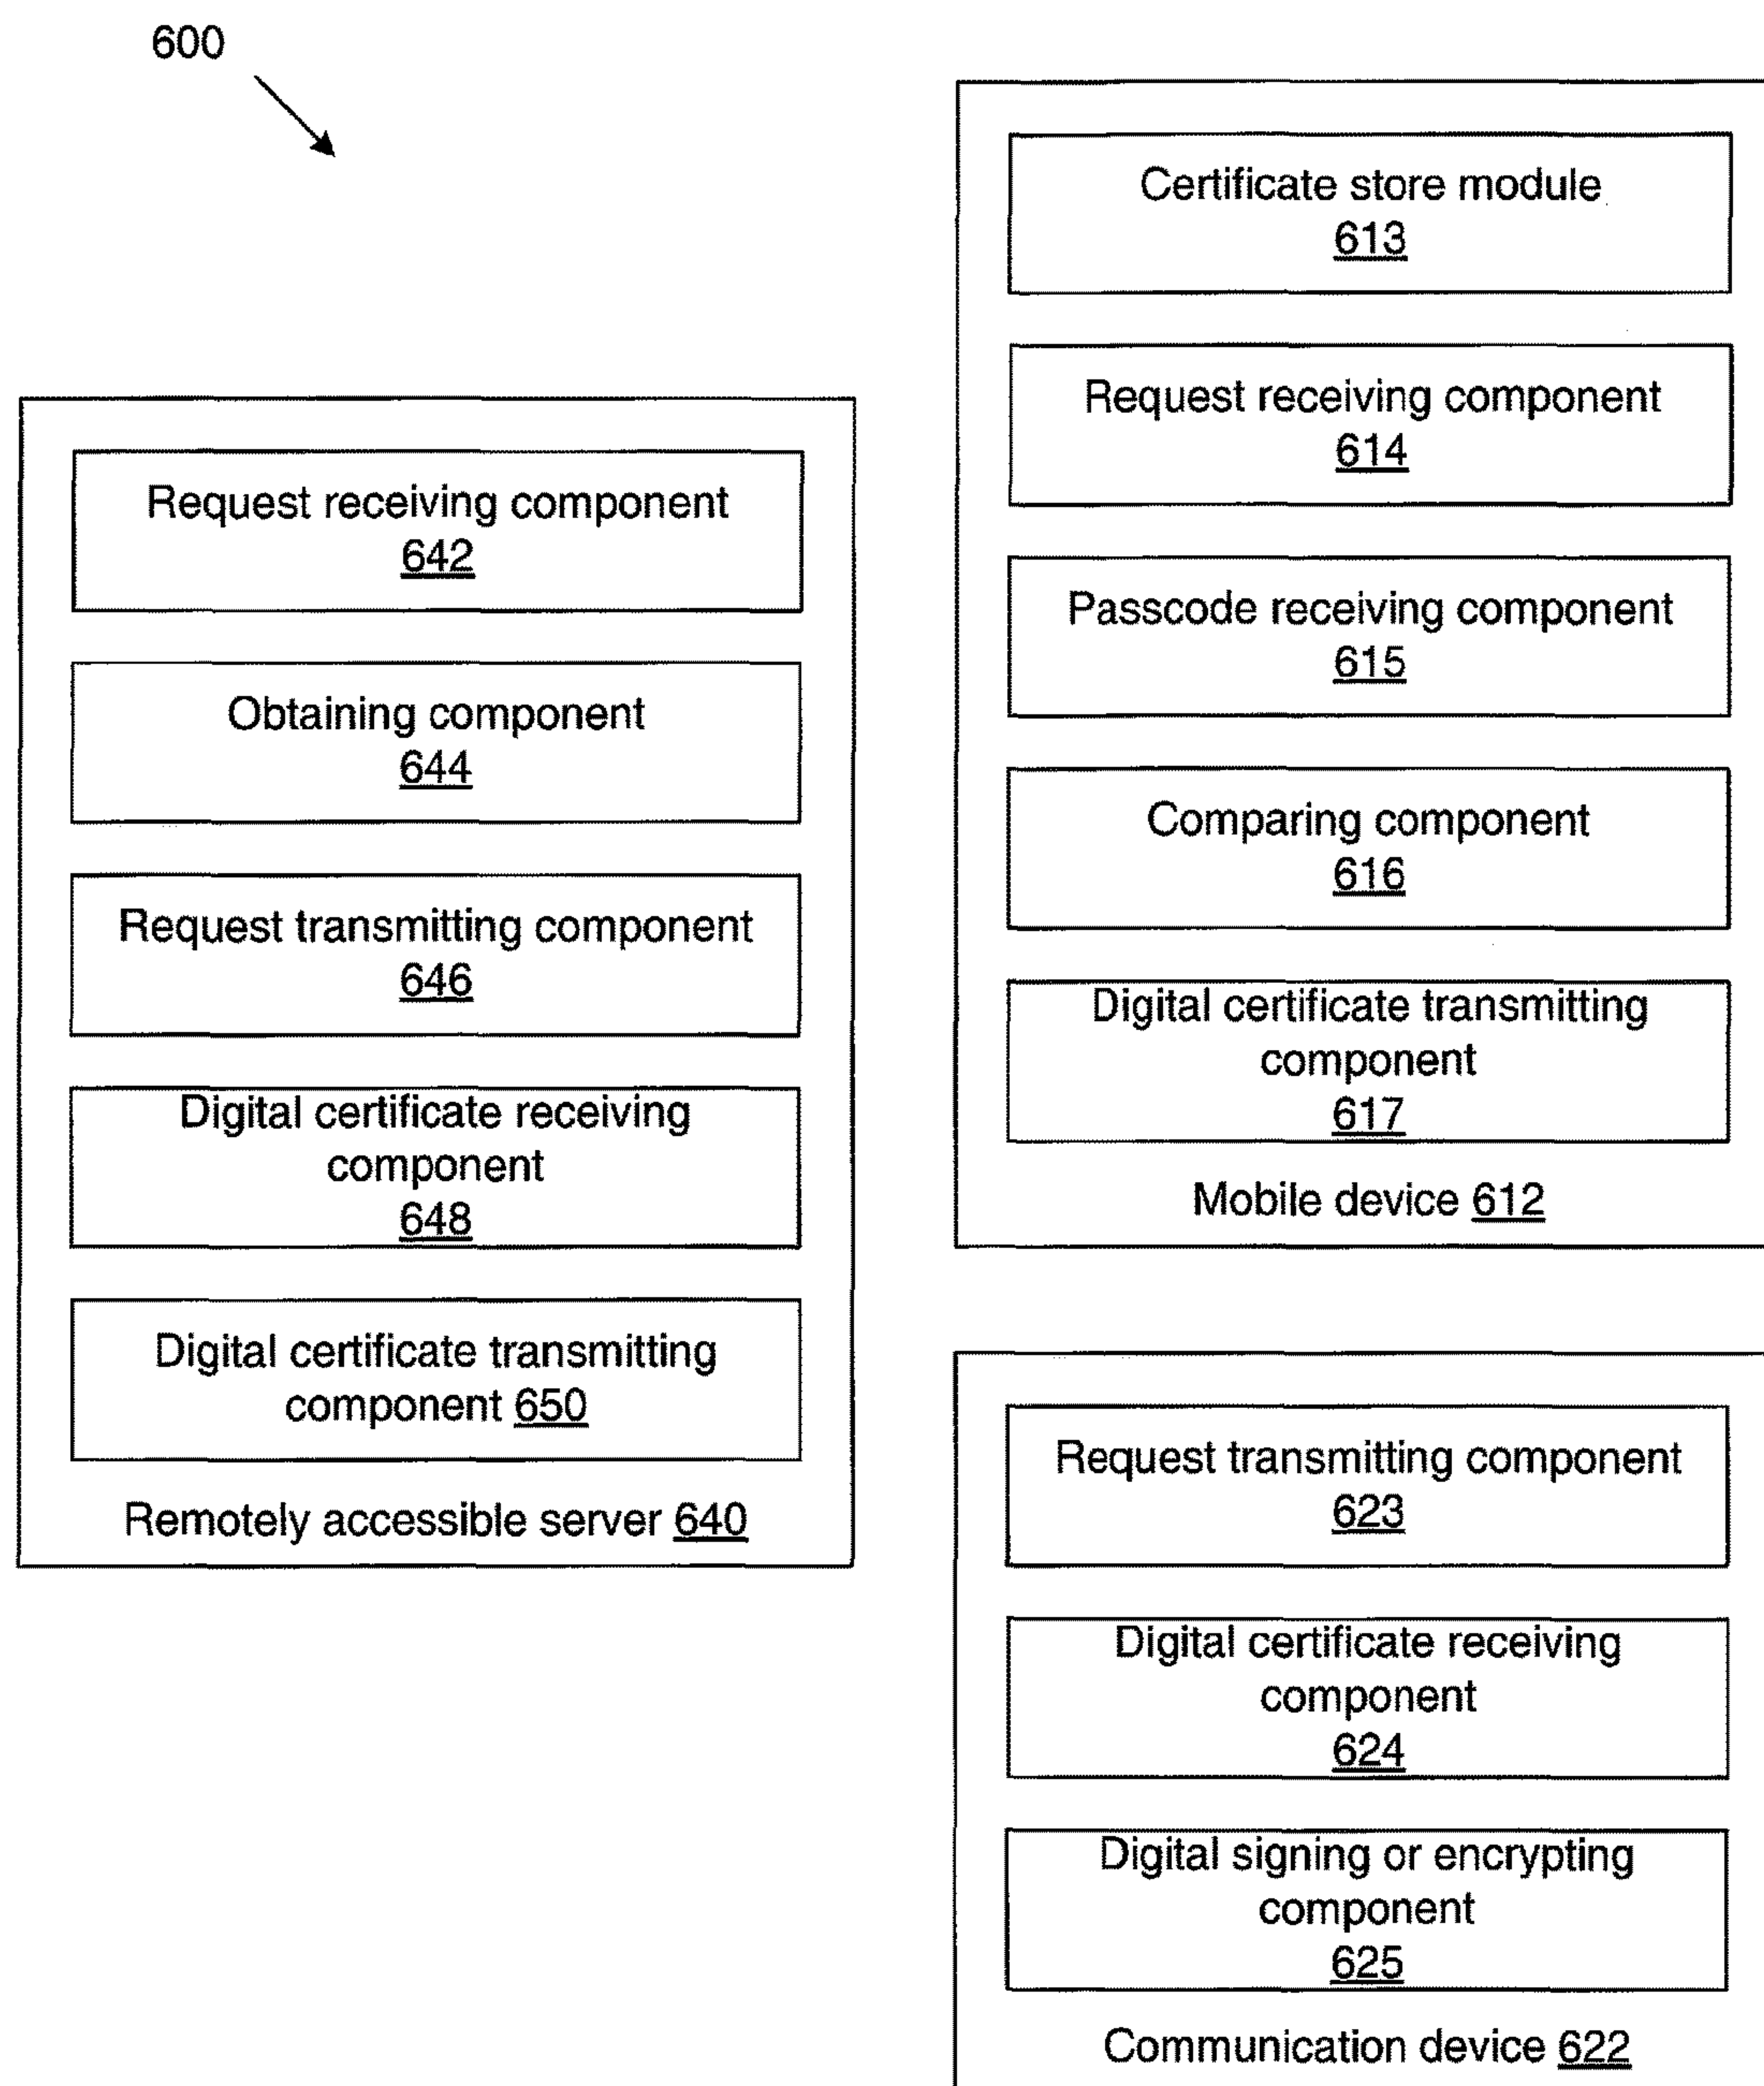 600
Request receiving component
642
Obtaining component
644
Request transmitting component
646
Digital certificate receiving
component
648
Digital certificate transmitting
component 650
Remotely accessible server 640
Certificate store module
613
Request receiving component
614
Passcode receiving component
615
Comparing component
616
Digital certificate transmitting
component
617
Mobile device 612
Request transmitting component
623
Digital certificate receiving
component
624
Digital signing or encrypting
component
625
Communication device 622